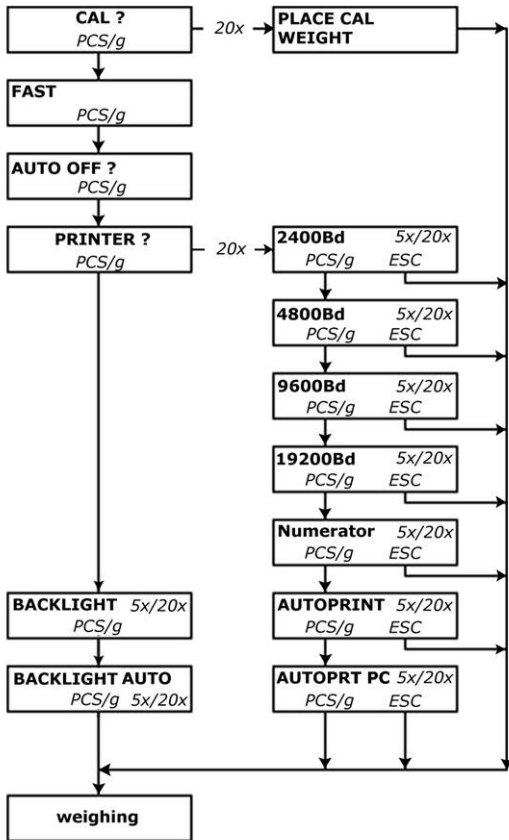 CAL ?
PCS/g
20x
PLACE CAL
WEIGHT
FAST
PCS/g
AUTO OFF ?
PCS/g
PRINTER ?
PCS/g
20x
2400Bd 5x/20x
PCS/g ESC
4800Bd 5x/20x
PCS/g ESC
9600Bd 5x/20x
PCS/g ESC
19200Bd 5x/20x
PCS/g ESC
Numerator 5x/20x
PCS/g ESC
BACKLIGHT 5x/20x
PCS/g
AUTOPRINT 5x/20x
PCS/g ESC
BACKLIGHT AUTO
PCS/g 5x/20x
AUTOPRT PC 5x/20x
PCS/g ESC
weighing